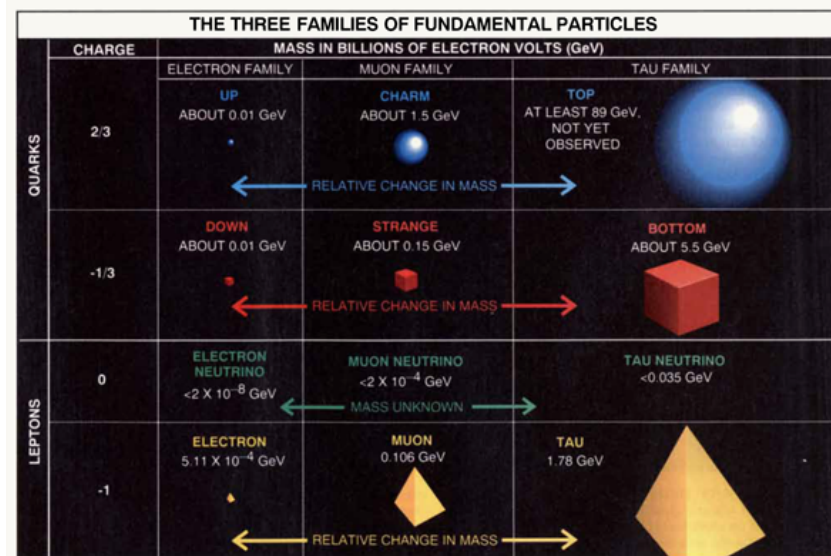 THE THREE FAMILIES OF FUNDAMENTAL PARTICLES
CHARGE
MASS IN BILLIONS OF ELECTRON VOLTS (GeV)
ELECTRON FAMILY
MUON FAMILY
TAU FAMILY
QUARKS
2/3
UP
ABOUT 0.01 GeV
CHARM
ABOUT 1.5 GeV
TOP
AT LEAST 89 GeV,
NOT YET
OBSERVED
RELATIVE CHANGE IN MASS
-1/3
DOWN
ABOUT 0.01 GeV
STRANGE
ABOUT 0.15 GeV
BOTTOM
ABOUT 5.5 GeV
RELATIVE CHANGE IN MASS
LEPTONS
0
ELECTRON
NEUTRINO
<2 X 10⁻⁸ GeV
MUON NEUTRINO
<2 X 10⁻⁴ GeV
TAU NEUTRINO
<0.035 GeV
MASS UNKNOWN
-1
ELECTRON
5.11 X 10⁻⁴ GeV
MUON
0.106 GeV
TAU
1.78 GeV
RELATIVE CHANGE IN MASS